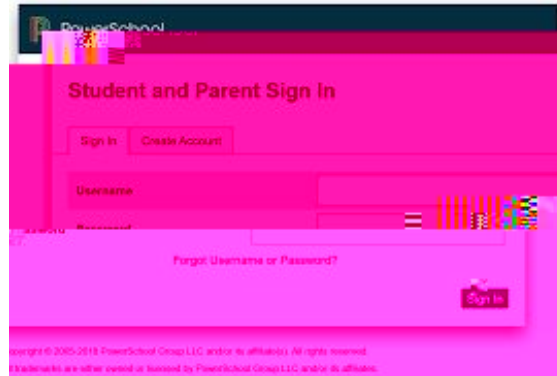 PowerSchool
Student and Parent Sign In
Sign In
Create Account
Username
Password
Forgot Username or Password?
Sign In
Copyright © 2005-2018 PowerSchool Group LLC and/or its affiliate(s). All rights reserved.
trademarks are either owned or licensed by PowerSchool Group LLC and/or its affiliates.